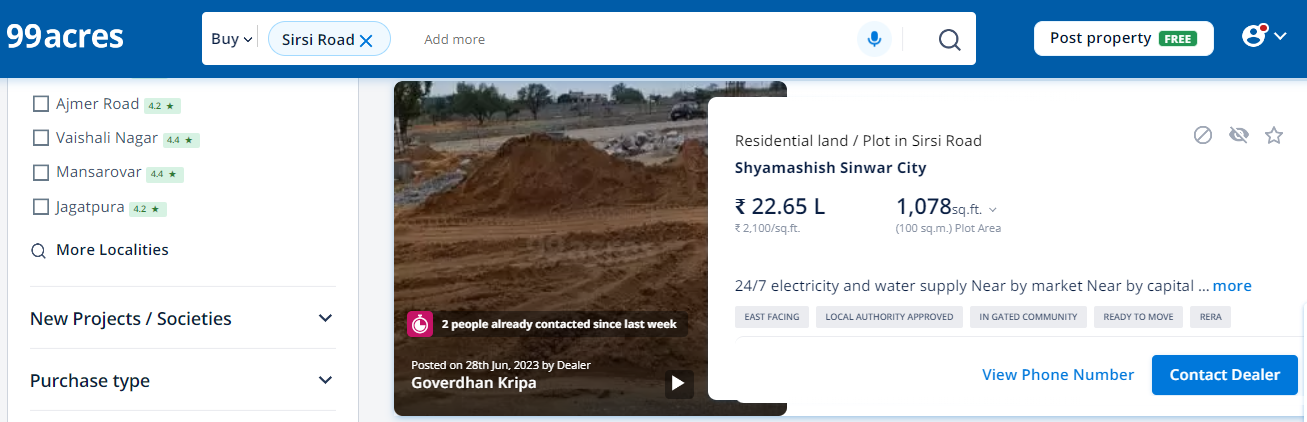 99acres
Buy
Sirsi Road
Add more
Post property FREE
Ajmer Road 4.2 ★
Vaishali Nagar 4.4 ★
Mansarovar 4.4 ★
Jagatpura 4.2 ★
More Localities
New Projects / Societies
Purchase type
99acres
2 people already contacted since last week
Posted on 28th Jun, 2023 by Dealer
Goverdhan Kripa
Residential land / Plot in Sirsi Road
Shyamashish Sinwar City
₹ 22.65 L
₹ 2,100/sq.ft.
1,078sq.ft.
(100 sq.m.) Plot Area
24/7 electricity and water supply Near by market Near by capital ... more
EAST FACING
LOCAL AUTHORITY APPROVED
IN GATED COMMUNITY
READY TO MOVE
RERA
View Phone Number
Contact Dealer